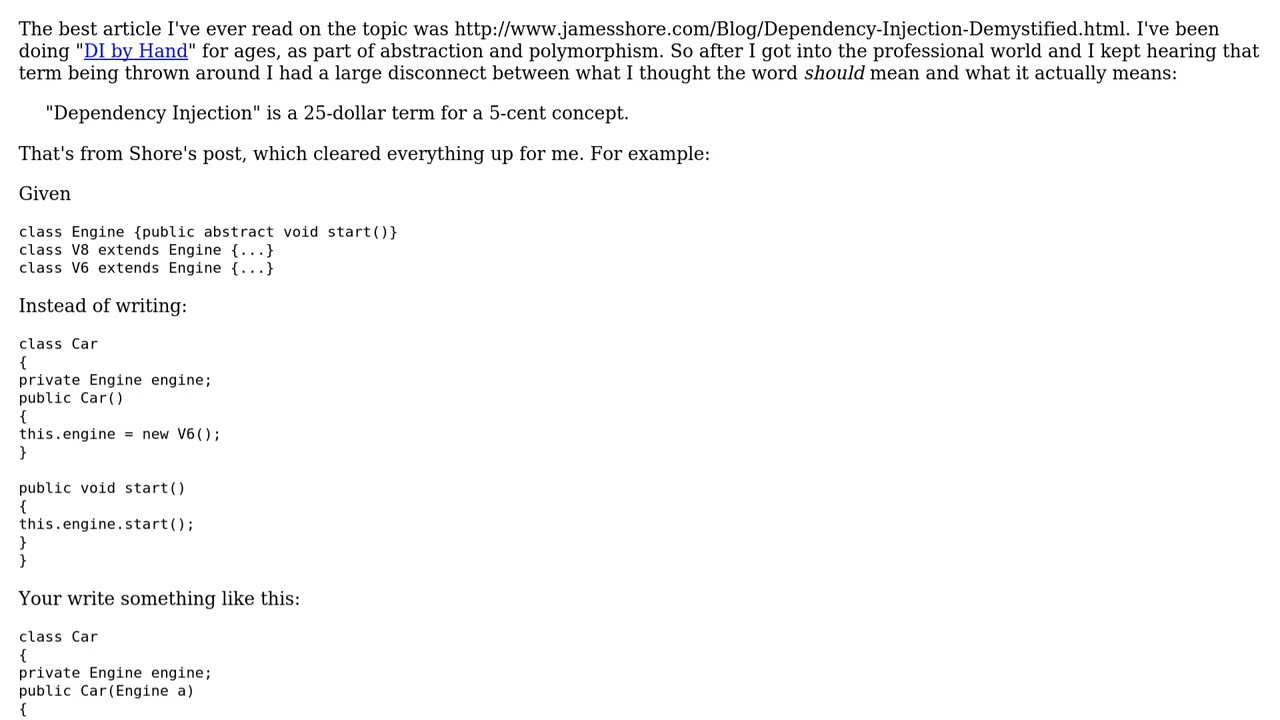 The best article I've ever read on the topic was http://www.jamesshore.com/Blog/Dependency-Injection-Demystified.html. I've been
doing "DI by Hand" for ages, as part of abstraction and polymorphism. So after I got into the professional world and I kept hearing that
term being thrown around I had a large disconnect between what I thought the word should mean and what it actually means:
"Dependency Injection" is a 25-dollar term for a 5-cent concept.
That's from Shore's post, which cleared everything up for me. For example:
Given
class Engine {public abstract void start()}
class V8 extends Engine {...}
class V6 extends Engine {...}
Instead of writing:
class Car
{
private Engine engine;
public Car()
{
this.engine = new V6();
}
public void start()
{
this.engine.start();
}
}
Your write something like this:
class Car
{
private Engine engine;
public Car(Engine a)
{